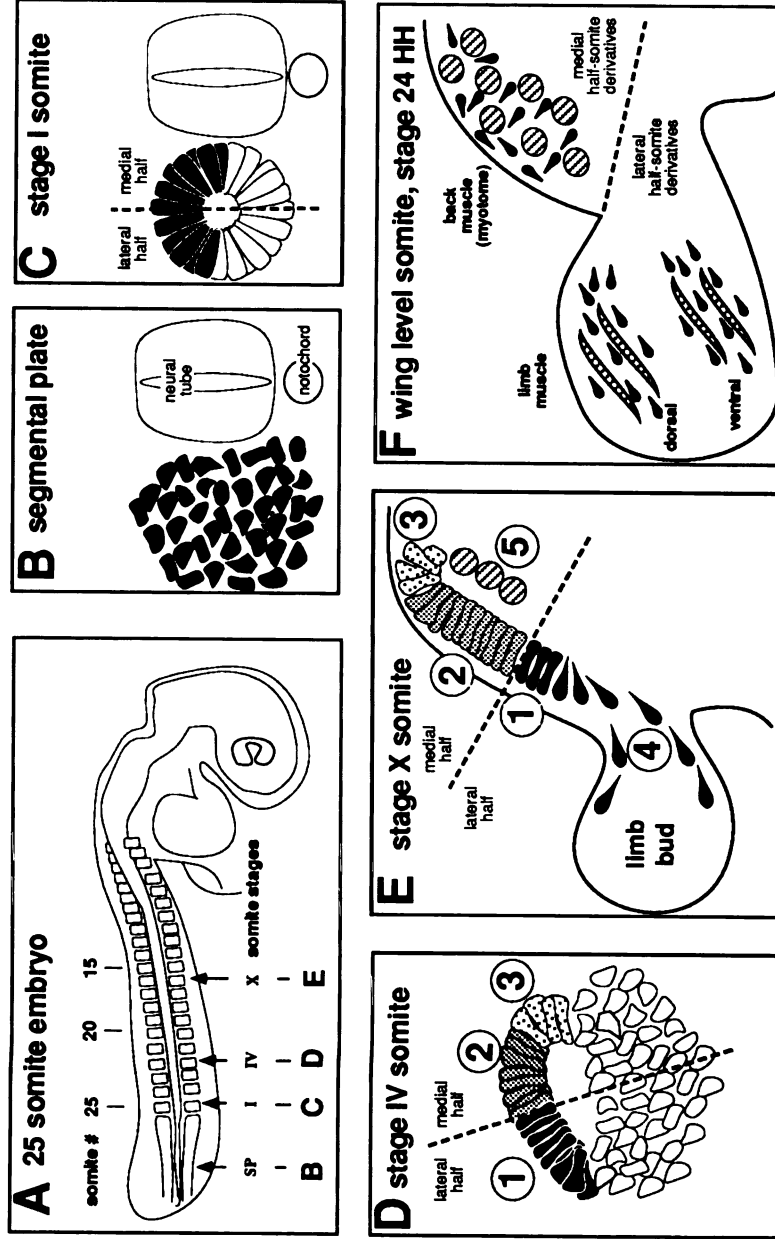 A 25 somite embryo
somite # 25 20 15
SP I IV X somite stages
B C D E
B segmental plate
neural
tube
notochord
C stage I somite
lateral
half
medial
half
D stage IV somite
lateral
half
medial
half
1
2
3
E stage X somite
medial
half
lateral
half
1
2
3
4
5
limb
bud
F wing level somite, stage 24 HH
back
muscle
(myotome)
limb
muscle
medial
half-somite
derivatives
lateral
half-somite
derivatives
dorsal
ventral